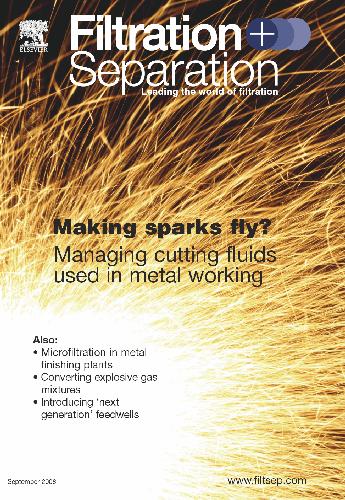 Filtration+
Separation
Leading the world of filtration
ELSEVIER
Making sparks fly?
Managing cutting fluids
used in metal working
Also:
• Microfiltration in metal
finishing plants
• Converting explosive gas
mixtures
• Introducing ‘next
generation’ feedwells
September
www.filtsep.com